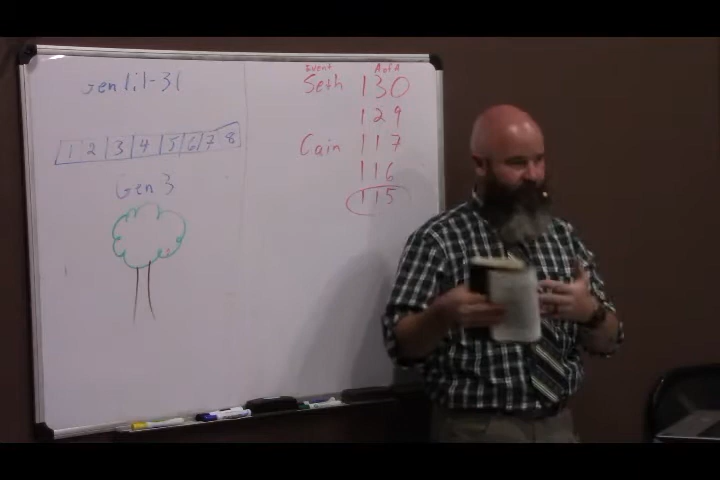 Gen 1:1-31
1 2 3 4 5 6 7 8
Gen 3
Event A of A
Seth 130
129
Cain 117
116
115